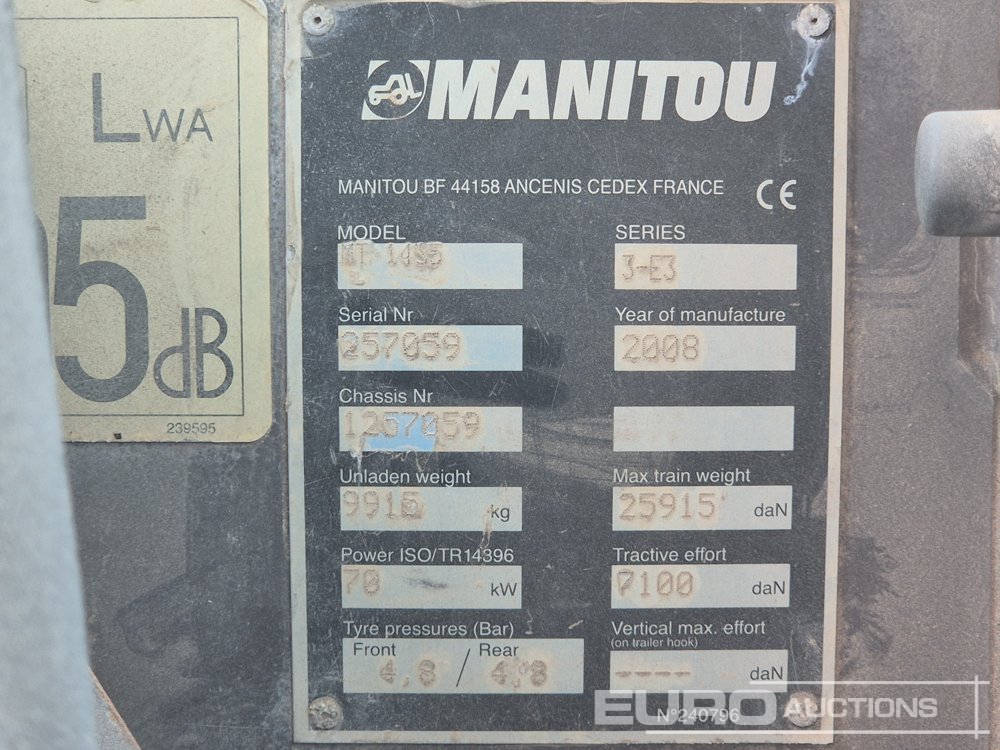 LWA
5dB
239595
MANITOU
MANITOU BF 44158 ANCENIS CEDEX FRANCE CE
MODEL SERIES
3-E3
Serial Nr Year of manufacture
257059 2008
Chassis Nr
1257059
Unladen weight Max train weight
9915 kg 25915 daN
Power ISO/TR14396 Tractive effort
70 kW 7100 daN
Tyre pressures (Bar) Vertical max. effort
(on trailer hook)
Front Rear
4,8 / 4,8 ---- daN
N°240796
EURO AUCTIONS